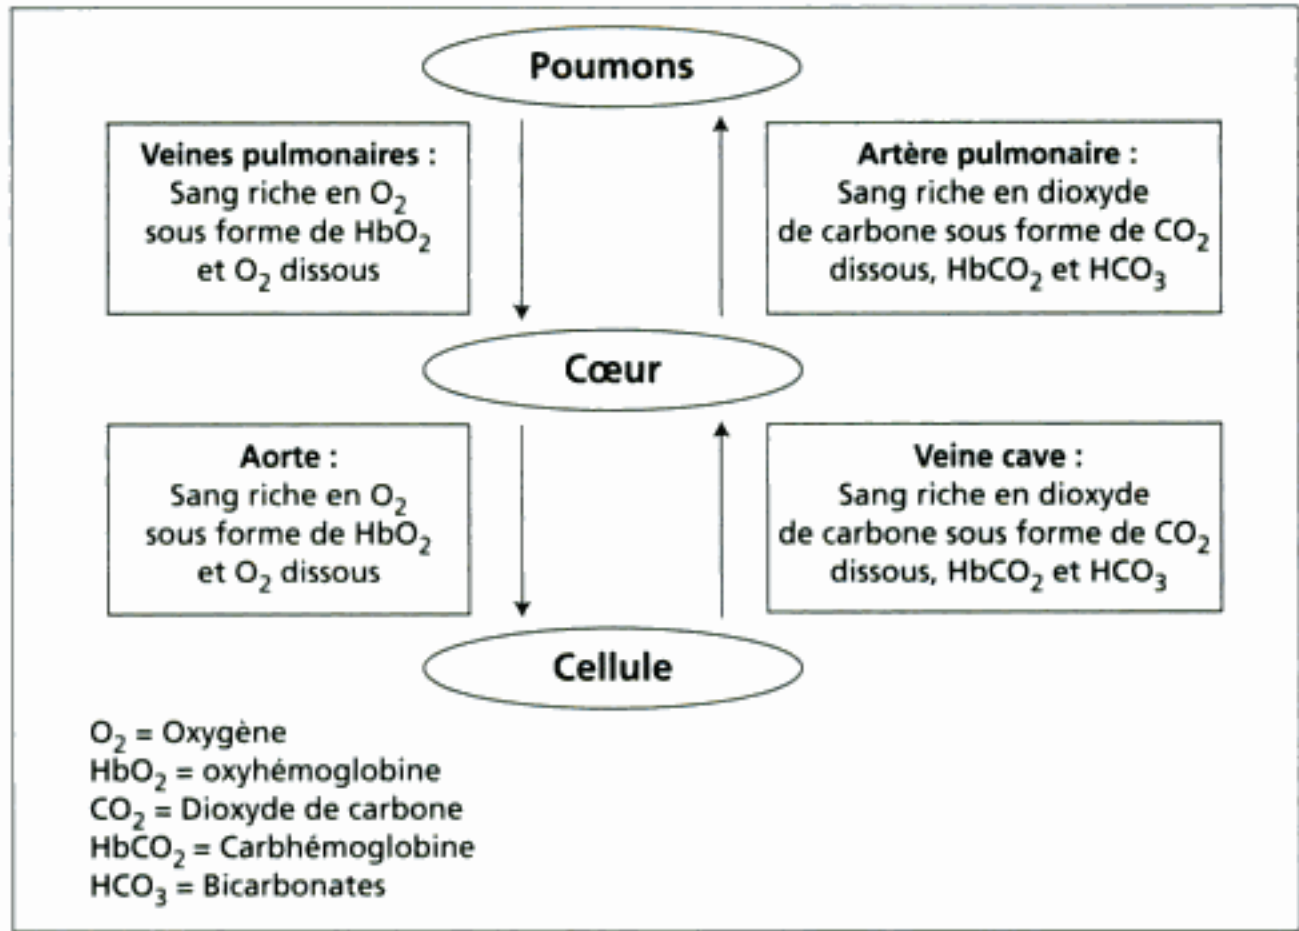 Poumons
Veines pulmonaires :
Sang riche en O₂
sous forme de HbO₂
et O₂ dissous
Artère pulmonaire :
Sang riche en dioxyde
de carbone sous forme de CO₂
dissous, HbCO₂ et HCO₃
Cœur
Aorte :
Sang riche en O₂
sous forme de HbO₂
et O₂ dissous
Veine cave :
Sang riche en dioxyde
de carbone sous forme de CO₂
dissous, HbCO₂ et HCO₃
Cellule
O₂ = Oxygène
HbO₂ = oxyhémoglobine
CO₂ = Dioxyde de carbone
HbCO₂ = Carbhémoglobine
HCO₃ = Bicarbonates